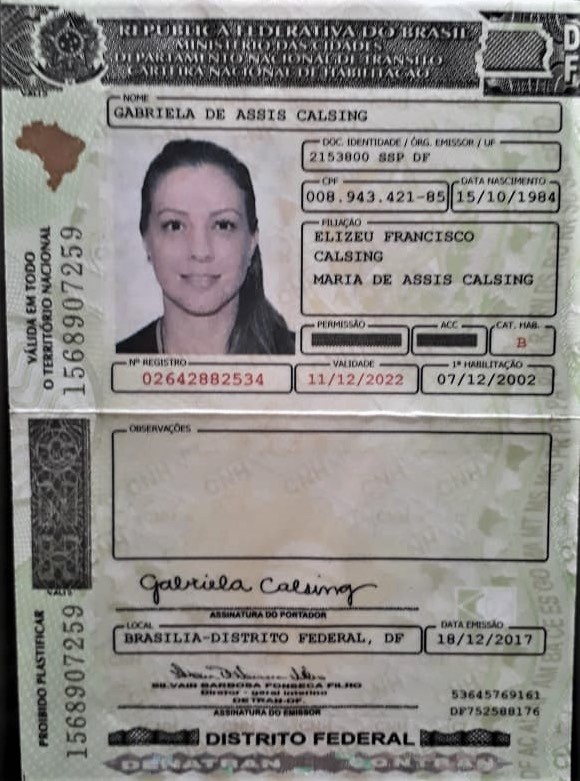 REPÚBLICA FEDERATIVA DO BRASIL
MINISTÉRIO DAS CIDADES
DEPARTAMENTO NACIONAL DE TRÂNSITO
CARTEIRA NACIONAL DE HABILITAÇÃO
DF
NOME
GABRIELA DE ASSIS CALSING
DOC. IDENTIDADE / ÓRG. EMISSOR / UF
2153800 SSP DF
CPF
008.943.421-85
DATA NASCIMENTO
15/10/1984
FILIAÇÃO
ELIZEU FRANCISCO
CALSING
MARIA DE ASSIS CALSING
PERMISSÃO
ACC
CAT. HAB.
B
Nº REGISTRO
02642882534
VALIDADE
11/12/2022
1ª HABILITAÇÃO
07/12/2002
VÁLIDA EM TODO
O TERRITÓRIO NACIONAL
1568907259
OBSERVAÇÕES
Gabriela Calsing
ASSINATURA DO PORTADOR
LOCAL
BRASILIA-DISTRITO FEDERAL, DF
DATA EMISSÃO
18/12/2017
SILVAIN BARBOSA FONSECA FILHO
Diretor - geral interino
DETRAN-DF
ASSINATURA DO EMISSOR
53645769161
DF752588176
PROIBIDO PLASTIFICAR
1568907259
DISTRITO FEDERAL
DENATRAN CONTRAN